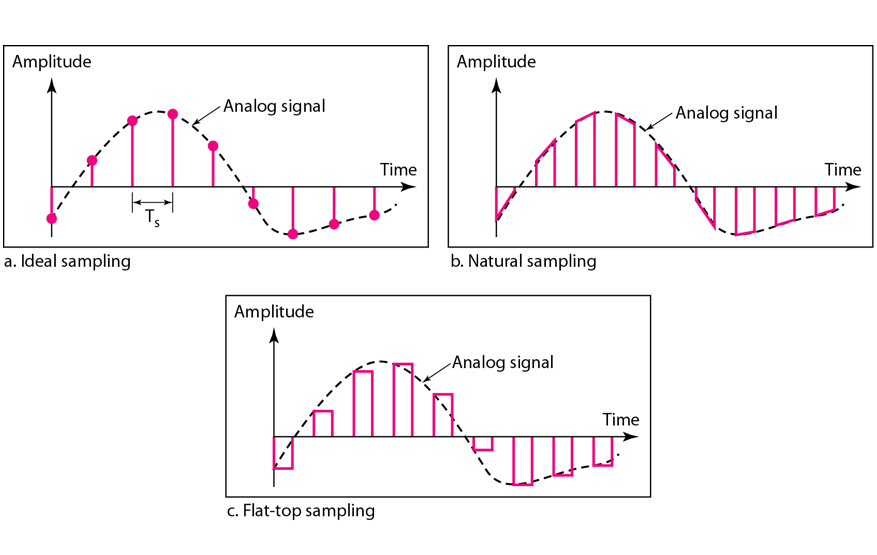 Amplitude
Analog signal
Time
Ts
a. Ideal sampling
Amplitude
Analog signal
Time
b. Natural sampling
Amplitude
Analog signal
Time
c. Flat-top sampling